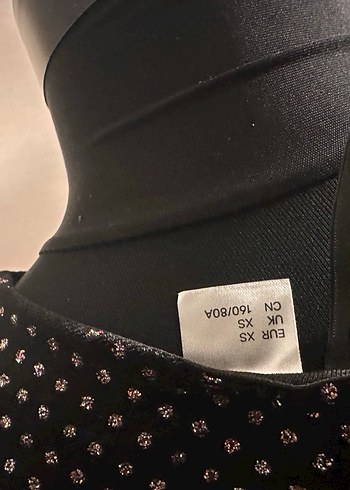 EUR XS
UK XS
CN 160/80A